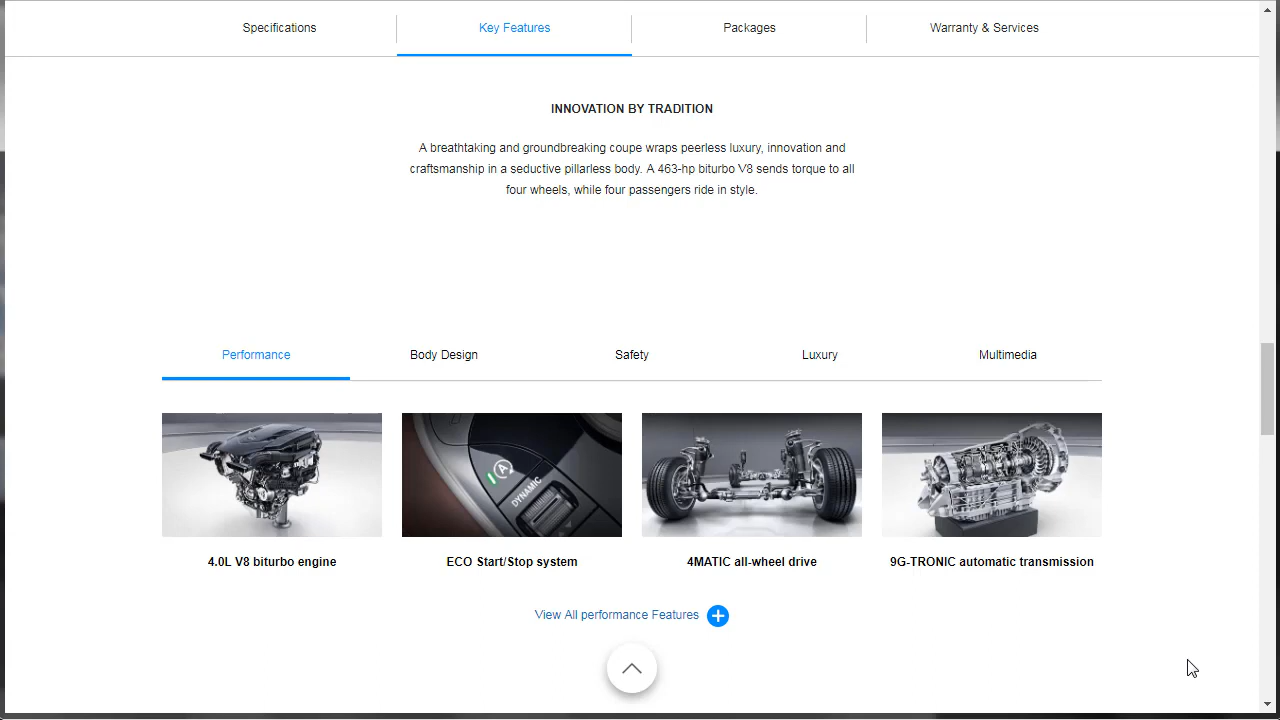 Specifications
Key Features
Packages
Warranty & Services
INNOVATION BY TRADITION
A breathtaking and groundbreaking coupe wraps peerless luxury, innovation and
craftsmanship in a seductive pillarless body. A 463-hp biturbo V8 sends torque to all
four wheels, while four passengers ride in style.
Performance
Body Design
Safety
Luxury
Multimedia
A
DYNAMIC
4.0L V8 biturbo engine
ECO Start/Stop system
4MATIC all-wheel drive
9G-TRONIC automatic transmission
View All performance Features